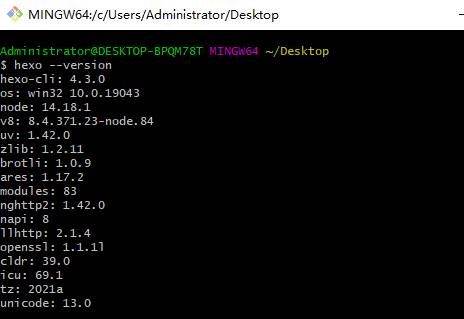 MINGW64:/c/Users/Administrator/Desktop
Administrator@DESKTOP-BPQM78T MINGW64 ~/Desktop
$ hexo --version
hexo-cli: 4.3.0
os: win32 10.0.19043
node: 14.18.1
v8: 8.4.371.23-node.84
uv: 1.42.0
zlib: 1.2.11
brotli: 1.0.9
ares: 1.17.2
modules: 83
nghttp2: 1.42.0
napi: 8
llhttp: 2.1.4
openssl: 1.1.1l
cldr: 39.0
icu: 69.1
tz: 2021a
unicode: 13.0